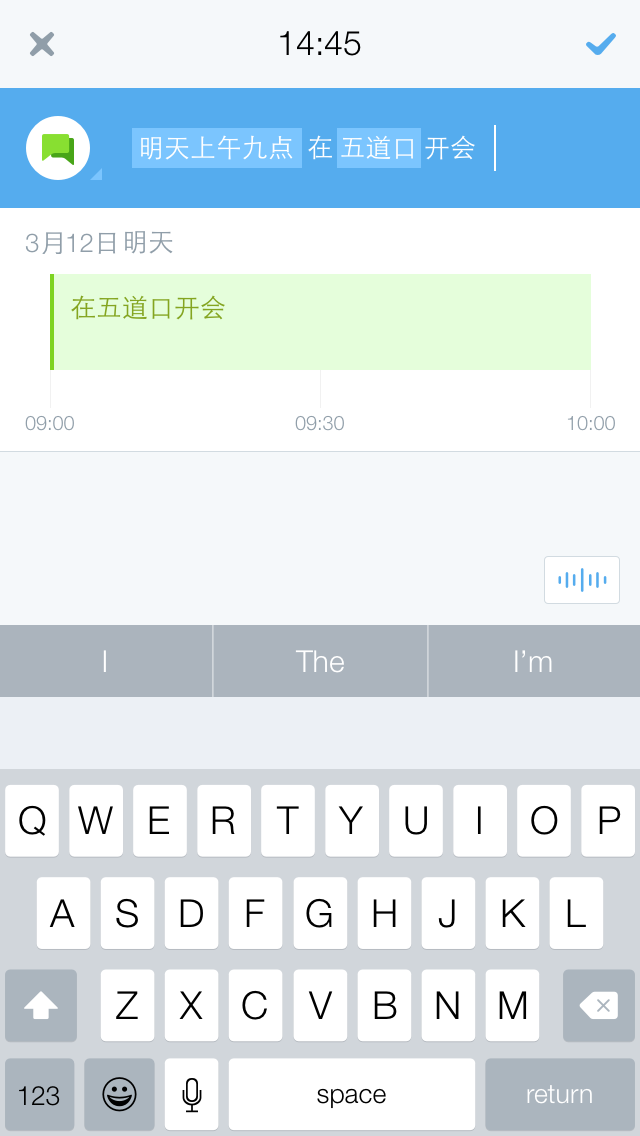 14:45
明天上午九点 在 五道口 开会
3月12日 明天
在五道口开会
09:00 09:30 10:00
I The I'm
Q W E R T Y U I O P
A S D F G H J K L
Z X C V B N M
123 space return